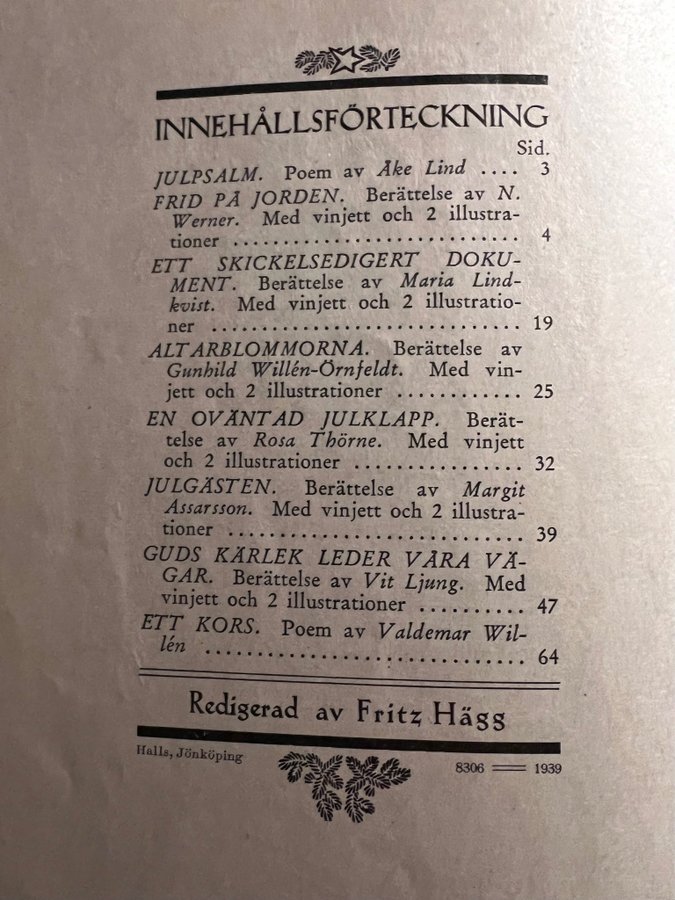 INNEHÅLLSFÖRTECKNING
Sid.
JULPSALM. Poem av Åke Lind .... 3
FRID PÅ JORDEN. Berättelse av N.
Werner. Med vinjett och 2 illustra-
tioner ............................. 4
ETT SKICKELSEDIGERT DOKU-
MENT. Berättelse av Maria Lind-
kvist. Med vinjett och 2 illustratio-
ner ................................ 19
ALTARBLOMMORNA. Berättelse av
Gunhild Willén-Örnfeldt. Med vin-
jett och 2 illustrationer ............ 25
EN OVÄNTAD JULKLAPP. Berät-
telse av Rosa Thörne. Med vinjett
och 2 illustrationer ................ 32
JULGÄSTEN. Berättelse av Margit
Assarsson. Med vinjett och 2 illustra-
tioner ............................. 39
GUDS KÄRLEK LEDER VÅRA VÄ-
GAR. Berättelse av Vit Ljung. Med
vinjett och 2 illustrationer .......... 47
ETT KORS. Poem av Valdemar Wil-
lén ................................ 64
Redigerad av Fritz Hägg
Halls, Jönköping 8306 — 1939